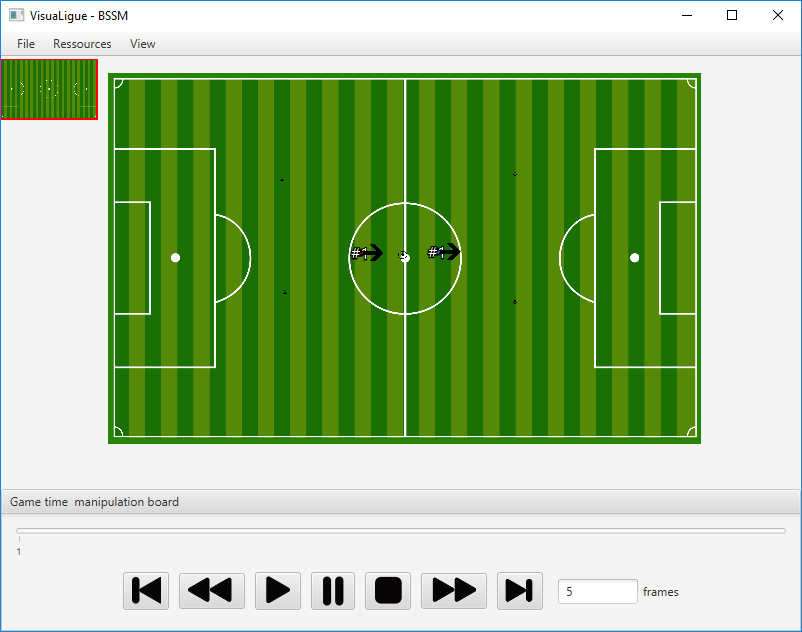 VisuaLigue - BSSM
File Ressources View
#1 #1
Game time manipulation board
1
5 frames